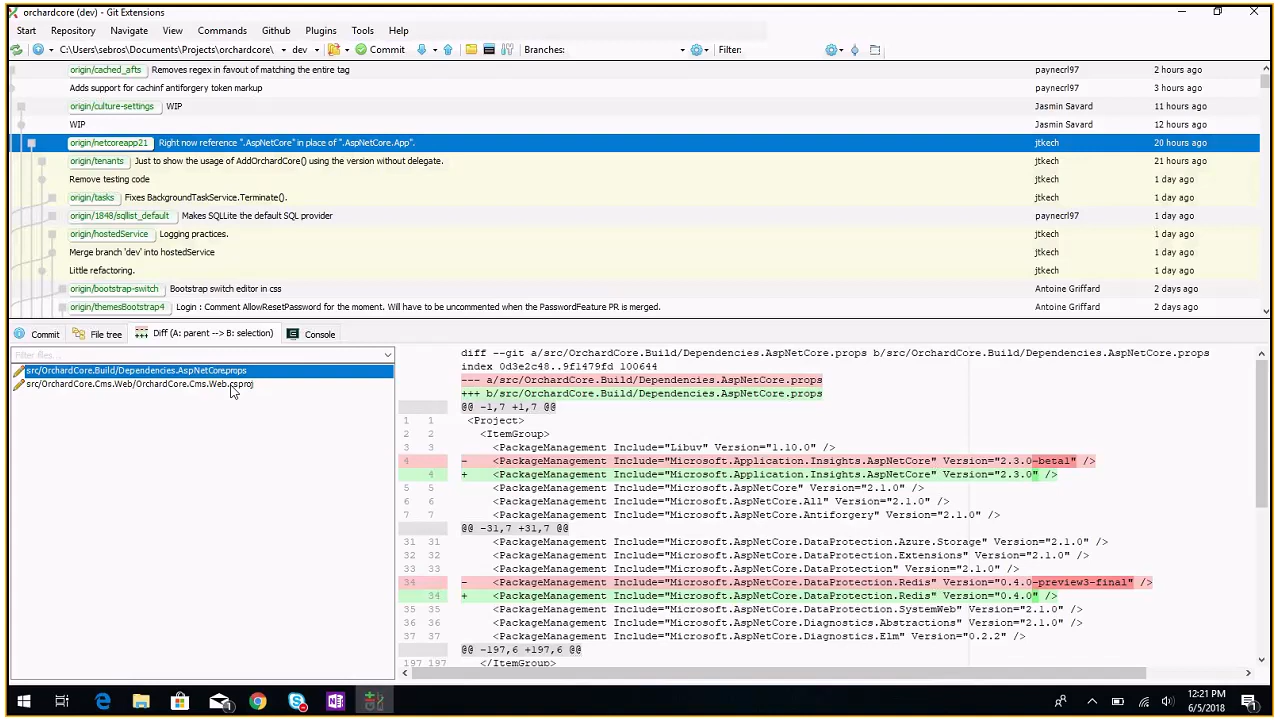 orchardcore (dev) - Git Extensions
Start Repository Navigate View Commands Github Plugins Tools Help
C:\Users\sebros\Documents\Projects\orchardcore\ dev Commit Branches: Filter:
origin/cached_afts Removes regex in favout of matching the entire tag paynecrl97 2 hours ago
Adds support for cachinf antiforgery token markup paynecrl97 3 hours ago
origin/culture-settings WIP Jasmin Savard 11 hours ago
WIP Jasmin Savard 12 hours ago
origin/netcoreapp21 Right now reference ".AspNetCore" in place of ".AspNetCore.App". jtkech 20 hours ago
origin/tenants Just to show the usage of AddOrchardCore() using the version without delegate. jtkech 21 hours ago
Remove testing code jtkech 1 day ago
origin/tasks Fixes BackgroundTaskService.Terminate(). jtkech 1 day ago
origin/1848/sqllist_default Makes SQLLite the default SQL provider paynecrl97 1 day ago
origin/hostedService Logging practices. jtkech 1 day ago
Merge branch 'dev' into hostedService jtkech 1 day ago
Little refactoring. jtkech 1 day ago
origin/bootstrap-switch Bootstrap switch editor in css Antoine Griffard 2 days ago
origin/themesBootstrap4 Login : Comment AllowResetPassword for the moment. Will have to be uncommented when the PasswordFeature PR is merged. Antoine Griffard 2 days ago
Commit File tree Diff (A: parent --> B: selection) Console
Filter files...
src/OrchardCore.Build/Dependencies.AspNetCore.props
src/OrchardCore.Cms.Web/OrchardCore.Cms.Web.csproj
diff --git a/src/OrchardCore.Build/Dependencies.AspNetCore.props b/src/OrchardCore.Build/Dependencies.AspNetCore.props
index 0d3e2c48..9f1479fd 100644
--- a/src/OrchardCore.Build/Dependencies.AspNetCore.props
+++ b/src/OrchardCore.Build/Dependencies.AspNetCore.props
@@ -1,7 +1,7 @@
1 1 <Project>
2 2 <ItemGroup>
3 3 <PackageManagement Include="Libuv" Version="1.10.0" />
4 - <PackageManagement Include="Microsoft.Application.Insights.AspNetCore" Version="2.3.0-beta1" />
4 + <PackageManagement Include="Microsoft.Application.Insights.AspNetCore" Version="2.3.0" />
5 5 <PackageManagement Include="Microsoft.AspNetCore" Version="2.1.0" />
6 6 <PackageManagement Include="Microsoft.AspNetCore.All" Version="2.1.0" />
7 7 <PackageManagement Include="Microsoft.AspNetCore.Antiforgery" Version="2.1.0" />
@@ -31,7 +31,7 @@
31 31 <PackageManagement Include="Microsoft.AspNetCore.DataProtection.Azure.Storage" Version="2.1.0" />
32 32 <PackageManagement Include="Microsoft.AspNetCore.DataProtection.Extensions" Version="2.1.0" />
33 33 <PackageManagement Include="Microsoft.AspNetCore.DataProtection" Version="2.1.0" />
34 - <PackageManagement Include="Microsoft.AspNetCore.DataProtection.Redis" Version="0.4.0-preview3-final" />
34 + <PackageManagement Include="Microsoft.AspNetCore.DataProtection.Redis" Version="0.4.0" />
35 35 <PackageManagement Include="Microsoft.AspNetCore.DataProtection.SystemWeb" Version="2.1.0" />
36 36 <PackageManagement Include="Microsoft.AspNetCore.Diagnostics.Abstractions" Version="2.1.0" />
37 37 <PackageManagement Include="Microsoft.AspNetCore.Diagnostics.Elm" Version="0.2.2" />
@@ -197,6 +197,6 @@
197 197 </ItemGroup>
12:21 PM
6/5/2018